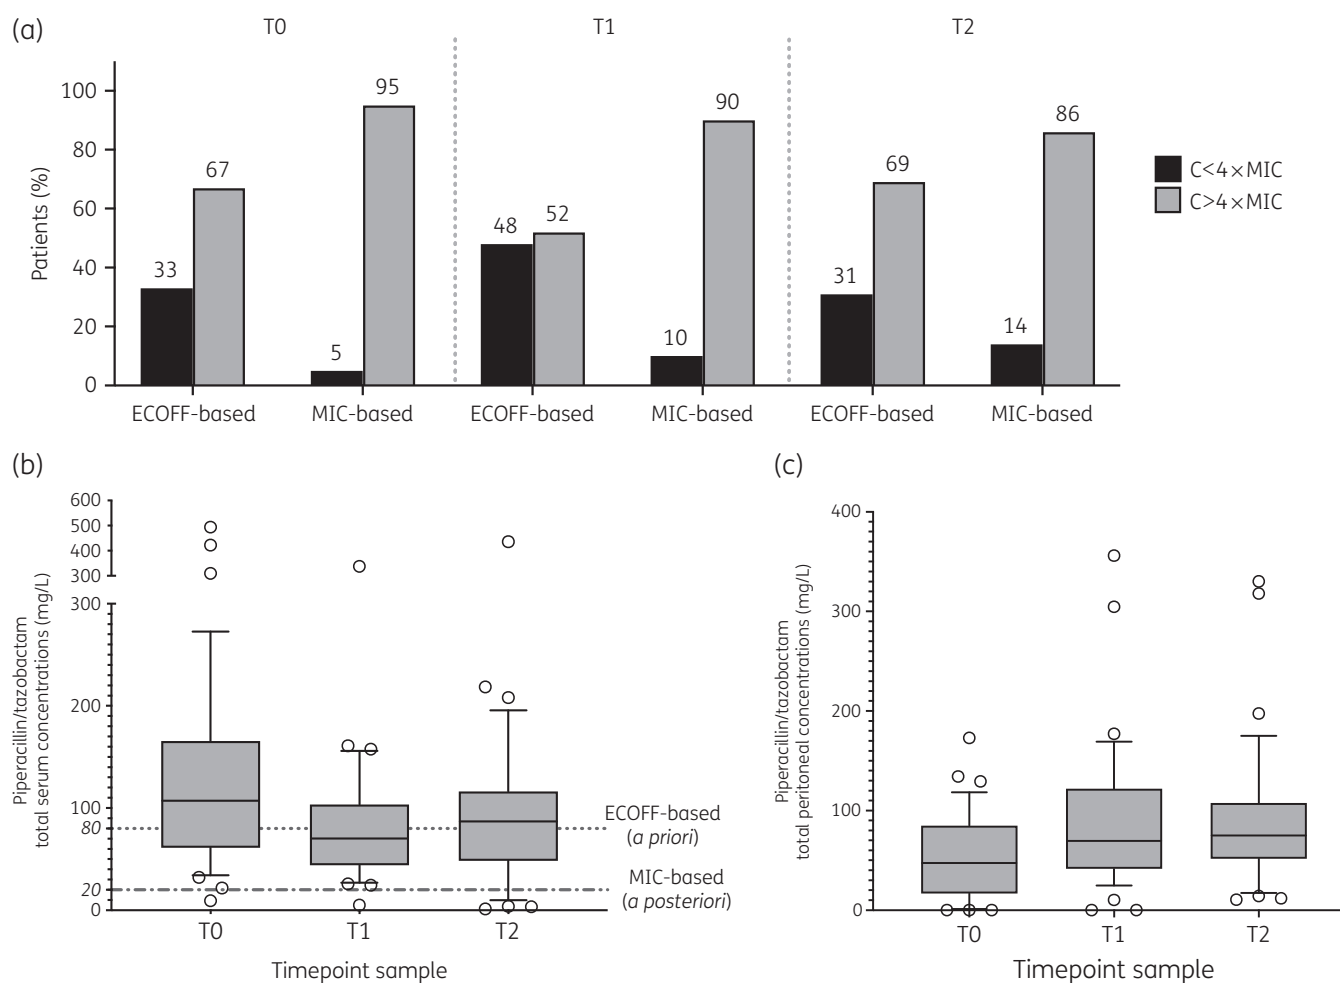 (a)
T0
T1
T2
Patients (%)
100
80
60
40
20
0
33
67
5
95
48
52
10
90
31
69
14
86
C<4×MIC
C>4×MIC
ECOFF-based
MIC-based
ECOFF-based
MIC-based
ECOFF-based
MIC-based
(b)
Piperacillin/tazobactam
total serum concentrations (mg/L)
600
500
400
300
300
200
100
80
20
0
ECOFF-based
(a priori)
MIC-based
(a posteriori)
T0
T1
T2
Timepoint sample
(c)
Piperacillin/tazobactam
total peritoneal concentrations (mg/L)
400
300
200
100
0
T0
T1
T2
Timepoint sample